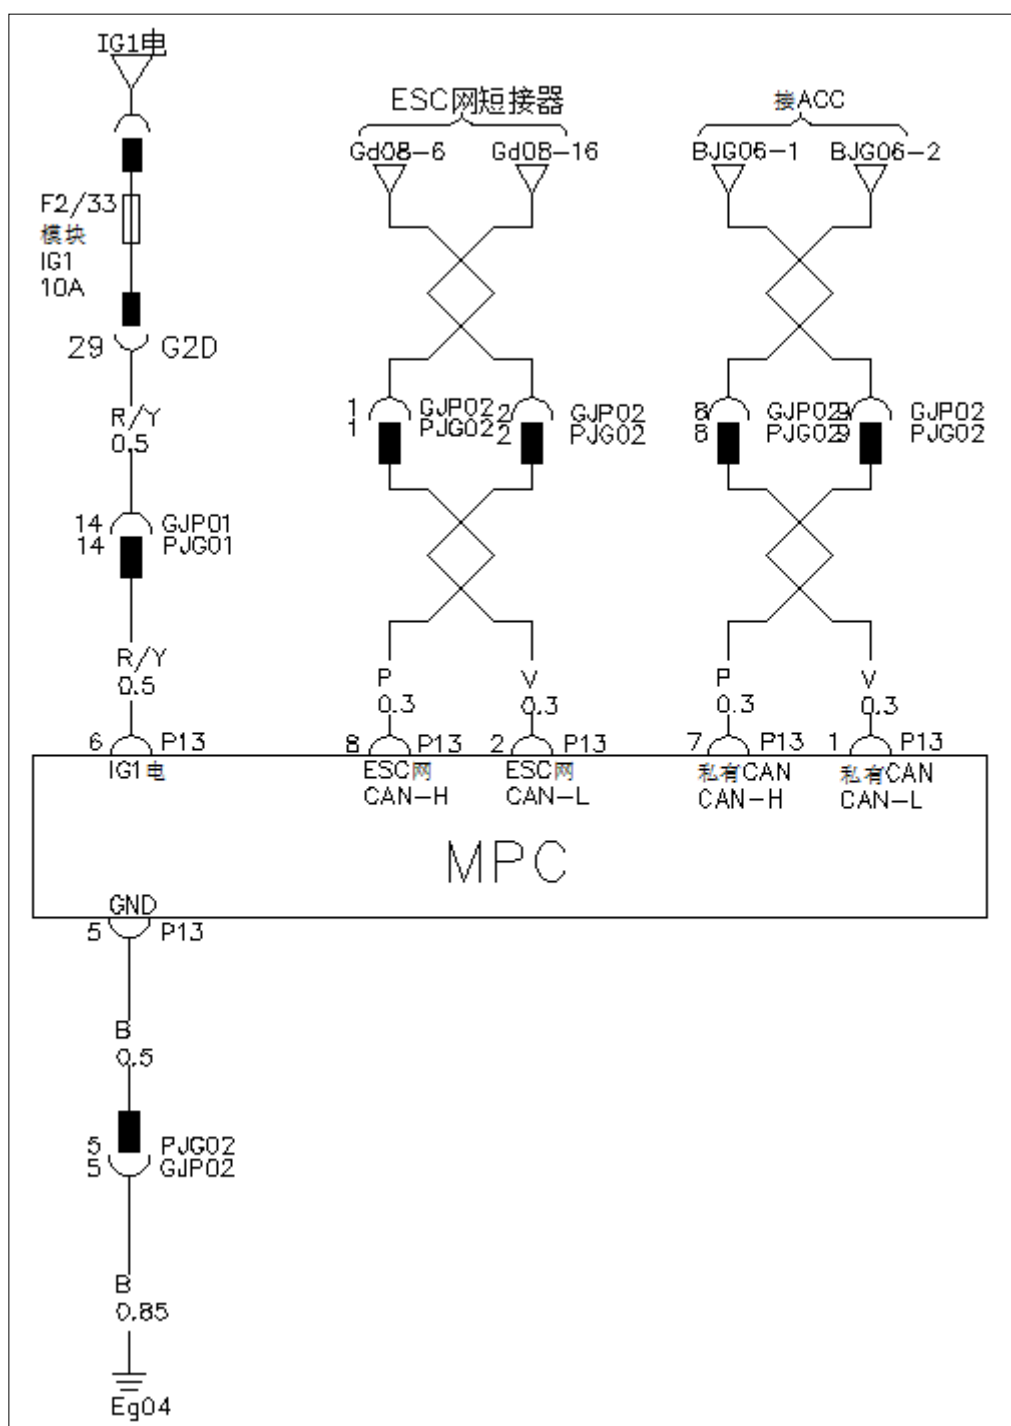 IG1电
ESC网短接器
接ACC
Gd08-6
Gd08-16
BJG06-1
BJG06-2
F2/33
模块
IG1
10A
29
G2D
R/Y
0.5
1
GJP02
1
PJG02
2
GJP02
2
PJG02
8
GJP02
8
PJG02
9
GJP02
9
PJG02
14
GJP01
14
PJG01
R/Y
0.5
P
0.3
V
0.3
P
0.3
V
0.3
6
P13
8
P13
2
P13
7
P13
1
P13
IG1电
ESC网
CAN-H
ESC网
CAN-L
私有CAN
CAN-H
私有CAN
CAN-L
MPC
GND
5
P13
B
0.5
5
PJG02
5
GJP02
B
0.85
Eg04